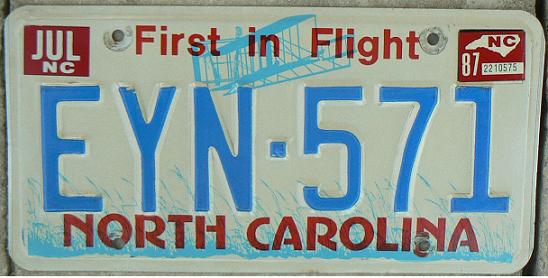 JUL
NC
First in Flight
NC
87 2210575
EYN·571
NORTH CAROLINA